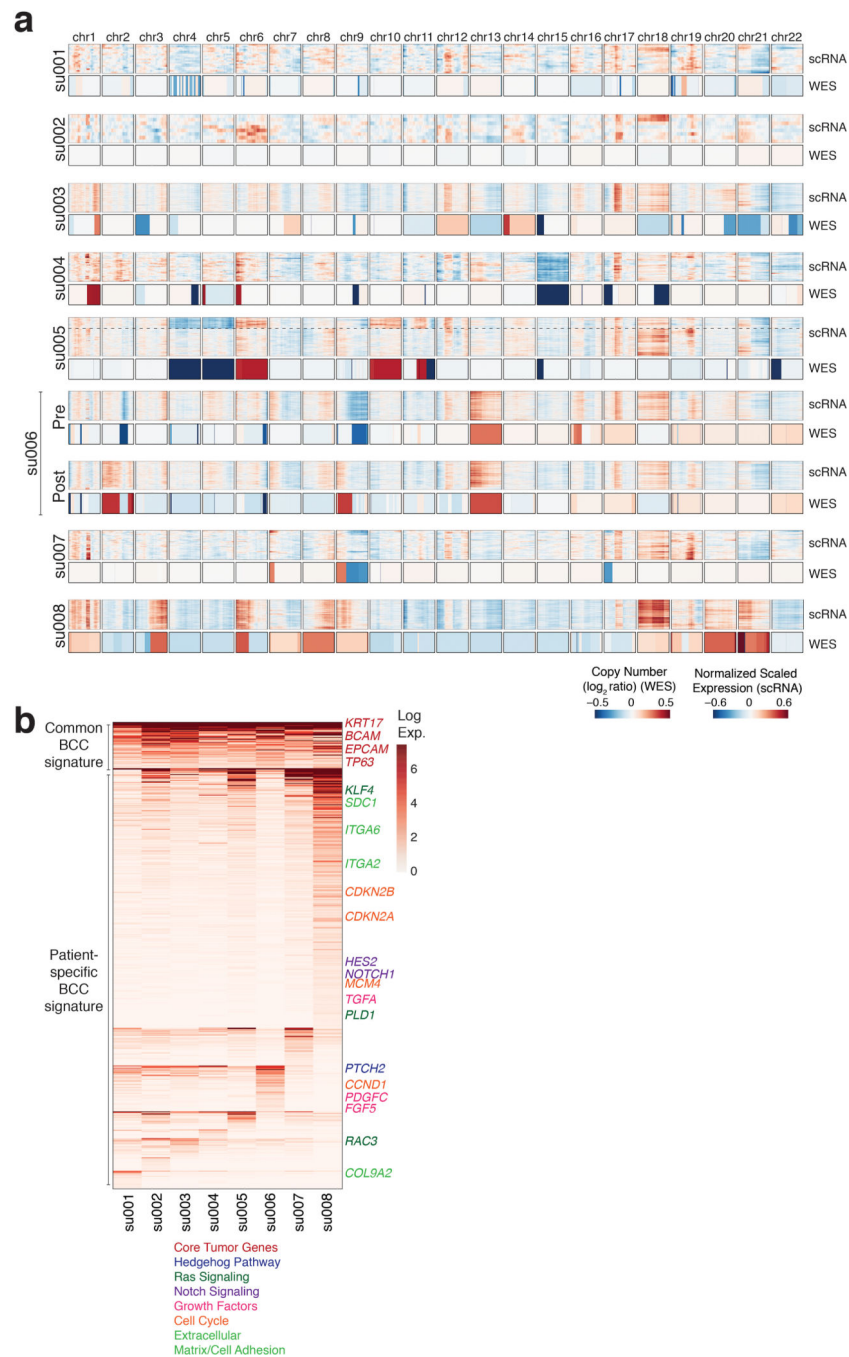 a
chr1 chr2 chr3 chr4 chr5 chr6 chr7 chr8 chr9 chr10 chr11 chr12 chr13 chr14 chr15 chr16 chr17 chr18 chr19 chr20 chr21 chr22
su001
scRNA
WES
su002
scRNA
WES
su003
scRNA
WES
su004
scRNA
WES
su005
scRNA
WES
su006
Pre
scRNA
WES
Post
scRNA
WES
su007
scRNA
WES
su008
scRNA
WES
Copy Number
(log2 ratio) (WES)
−0.5 0 0.5
Normalized Scaled
Expression (scRNA)
−0.6 0 0.6
b
Common
BCC
signature
Patient-
specific
BCC
signature
KRT17
BCAM
EPCAM
TP63
KLF4
SDC1
ITGA6
ITGA2
CDKN2B
CDKN2A
HES2
NOTCH1
MCM4
TGFA
PLD1
PTCH2
CCND1
PDGFC
FGF5
RAC3
COL9A2
Log
Exp.
6
4
2
0
su001 su002 su003 su004 su005 su006 su007 su008
Core Tumor Genes
Hedgehog Pathway
Ras Signaling
Notch Signaling
Growth Factors
Cell Cycle
Extracellular
Matrix/Cell Adhesion